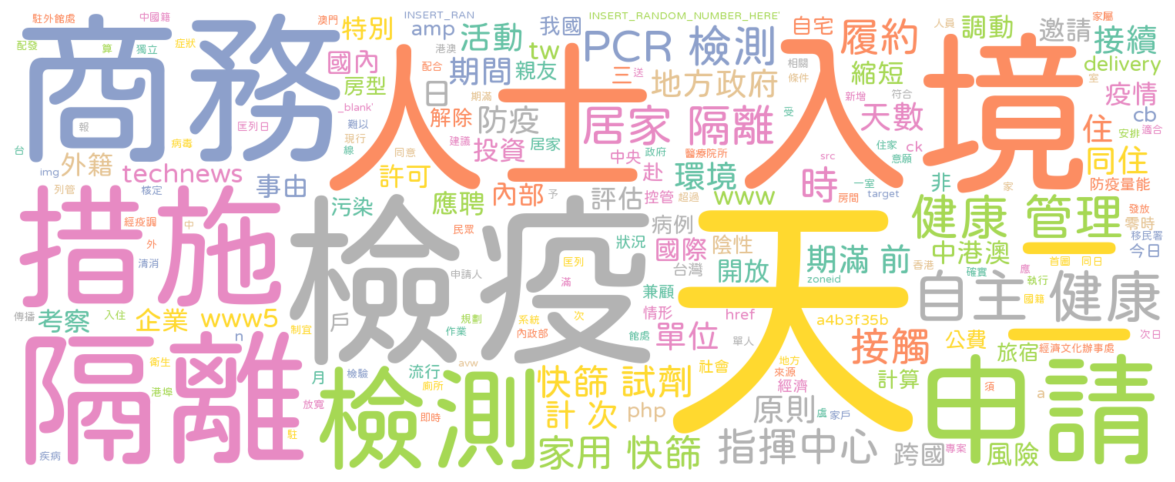 駐外館處
中國籍
澳門
INSERT_RAN
INSERT_RANDOM_NUMBER_HERE
人員
家屬
配發
算
獨立
症狀
特別
港澳
amp
活動
我國
PCR 檢測
自宅
履約
調動
邀請
接續
商務
人士
入境
國內
配合
期間
tw
親友
三
送
地方政府
相關
條件
縮短
室
delivery
房型
日
期滿
_blank'
解除
防疫
居家 隔離
新增
符合
天數
住
疫情
cb
匡列日
難以
現行
建議
投資
居家
中央
政府
醫療院所
受
住家
意願
ck
安排
適合
報
台
病毒
線
同意
外籍
technews
許可
內部
赴
環境
src
一室
target
時
非
家
同住
防疫量能
img
列管
核定
事由
應聘
予
評估
控管
超過
www
房間
健康 管理
發放
零時
措施
經疫調
污染
民眾
病例
天
中港澳
移民署
外
中
檢疫
狀況
國際
陰性
今日
清消
申請人
匡列
台灣
開放
期滿 前
香港
首圖
同日
確實
應
滿
兼顧
zoneid
自主 健康
執行
傳播
考察
入住
企業
www5
戶
制宜
規劃
系統
次
情形
href
a4b3f35b
國籍
n
作業
內政部
館處
單位
單人
公費
次日
隔離
衛生
月
流行
avw
社會
地方
接觸
旅宿
經濟文化辦事處
港埠
放寬
檢驗
廁所
快篩 試劑
經濟
來源
計算
申請
須
a
檢測
即時
計 次
php
原則
虛
家戶
疾病
駐
家用 快篩
指揮中心
跨國
專案
風險